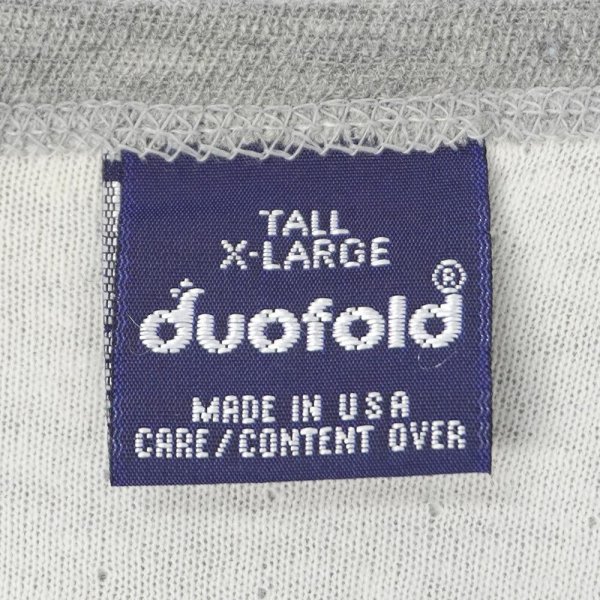 TALL
X-LARGE
duofold®
MADE IN USA
CARE/CONTENT OVER